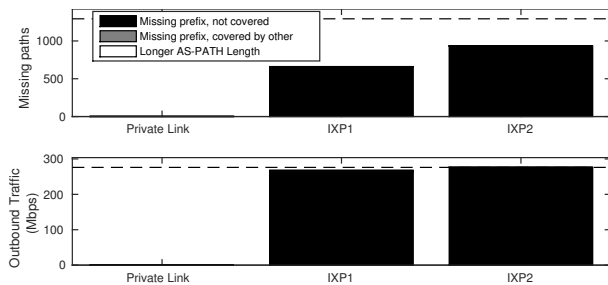 Missing prefix, not covered
Missing prefix, covered by other
Longer AS-PATH Length
Missing paths
1000
500
0
Private Link
IXP1
IXP2
Outbound Traffic
(Mbps)
300
200
100
0
Private Link
IXP1
IXP2